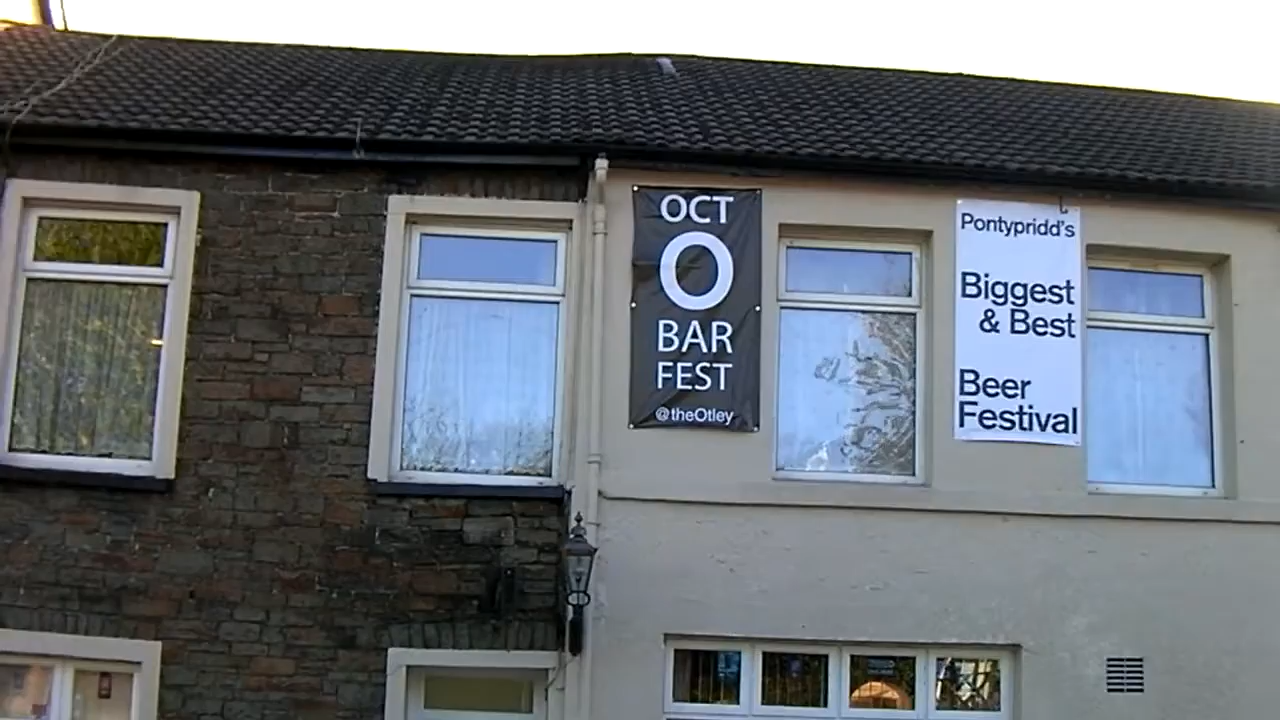 OCT
O
BAR
FEST
@theOtley
Pontypridd's
Biggest
& Best
Beer
Festival